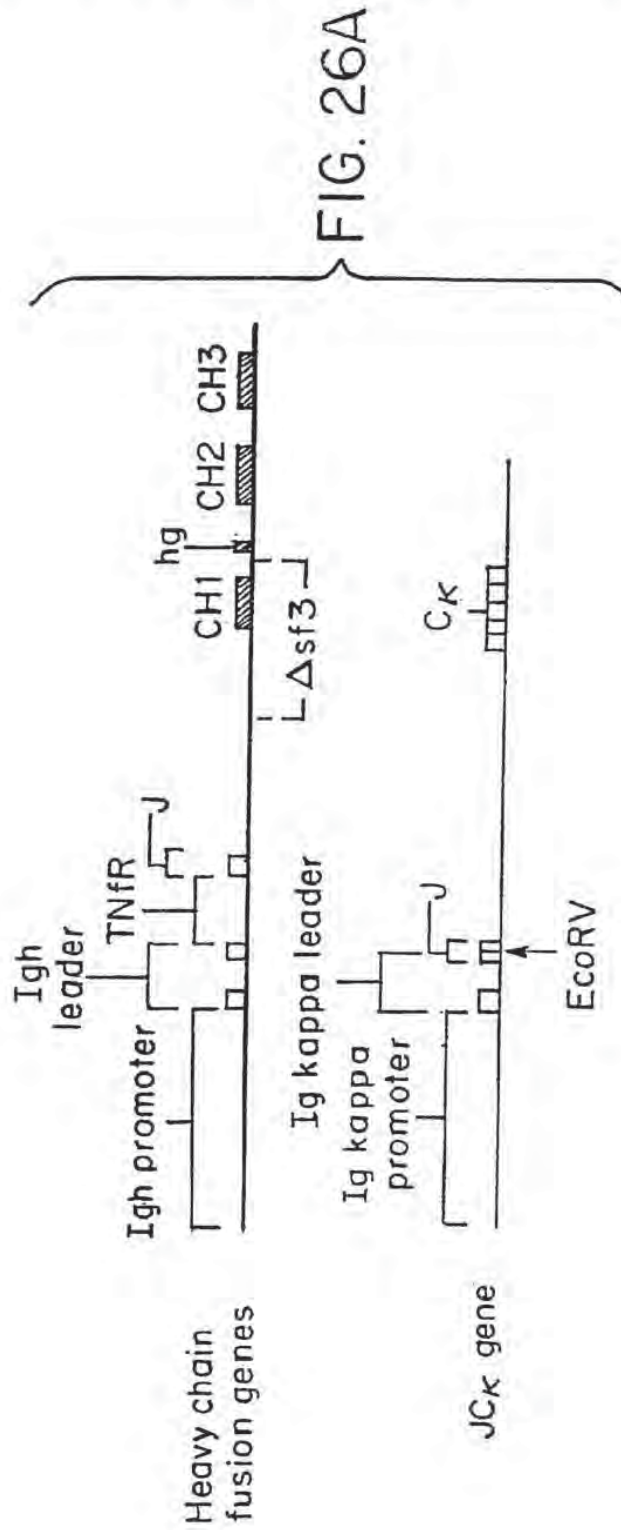 Heavy chain
fusion genes
Igh promoter
Igh
leader
TNfR
J
CH1
hg
CH2
CH3
Δsf3
JCκ gene
Ig kappa
promoter
Ig kappa leader
J
EcoRV
Cκ
FIG. 26A